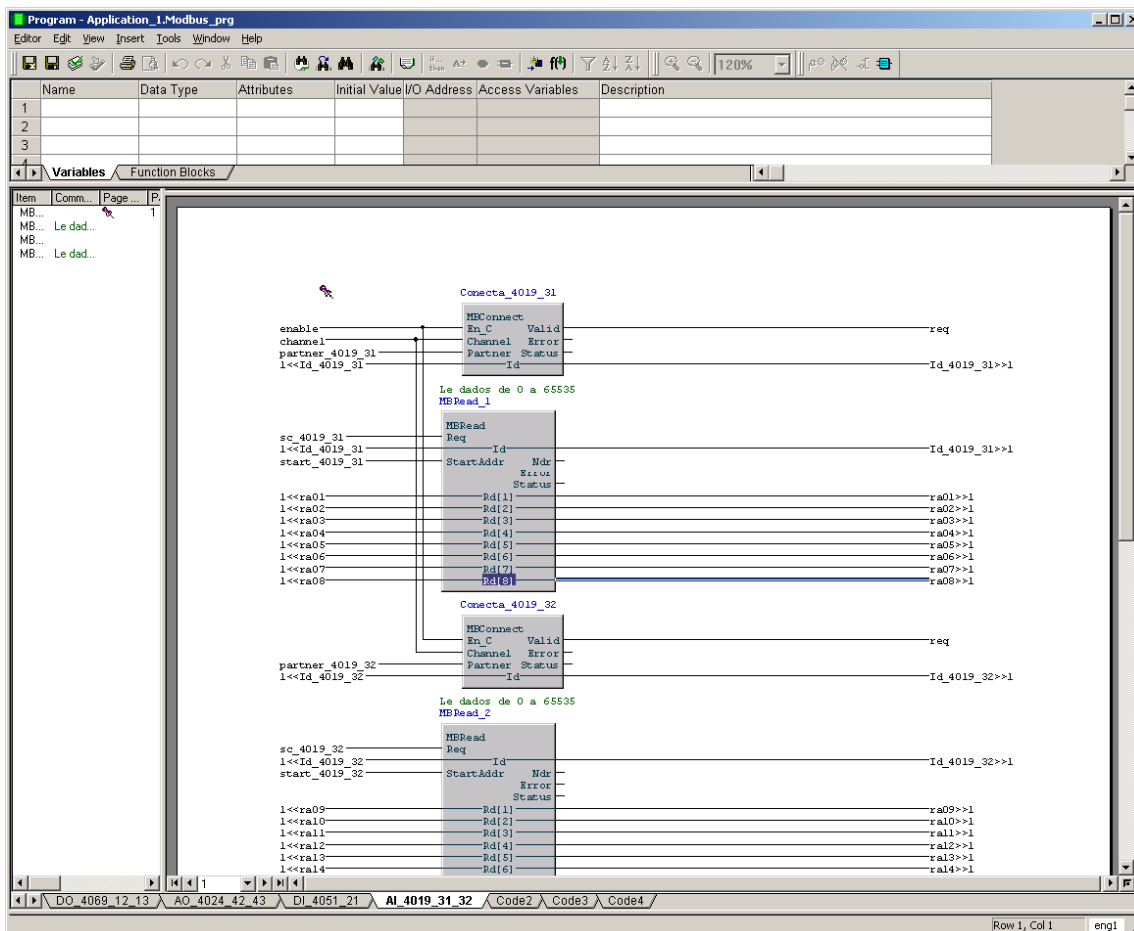 Program - Application_1.Modbus_prg
Editor Edit View Insert Tools Window Help
120%
Name Data Type Attributes Initial Value I/O Address Access Variables Description
1
2
3
4
Variables Function Blocks
Item Comm... Page ... P.
MB... 1
MB... Le dad...
MB...
MB... Le dad...
Conecta_4019_31
MBConnect
enable En_C Valid req
channel Channel Error
partner_4019_31 Partner Status
1<<Id_4019_31 Id Id_4019_31>>1
Le dados de 0 a 65535
MBRead_1
MBRead
sc_4019_31 Req
1<<Id_4019_31 Id Id_4019_31>>1
start_4019_31 StartAddr Ndr
Error
Status
1<<ra01 Rd[1] ra01>>1
1<<ra02 Rd[2] ra02>>1
1<<ra03 Rd[3] ra03>>1
1<<ra04 Rd[4] ra04>>1
1<<ra05 Rd[5] ra05>>1
1<<ra06 Rd[6] ra06>>1
1<<ra07 Rd[7] ra07>>1
1<<ra08 Rd[8] ra08>>1
Conecta_4019_32
MBConnect
En_C Valid req
Channel Error
partner_4019_32 Partner Status
1<<Id_4019_32 Id Id_4019_32>>1
Le dados de 0 a 65535
MBRead_2
MBRead
sc_4019_32 Req
1<<Id_4019_32 Id Id_4019_32>>1
start_4019_32 StartAddr Ndr
Error
Status
1<<ra09 Rd[1] ra09>>1
1<<ra10 Rd[2] ra10>>1
1<<ra11 Rd[3] ra11>>1
1<<ra12 Rd[4] ra12>>1
1<<ra13 Rd[5] ra13>>1
1<<ra14 Rd[6] ra14>>1
1
DO_4069_12_13 AO_4024_42_43 DI_4051_21 AI_4019_31_32 Code2 Code3 Code4
Row 1, Col 1 eng1